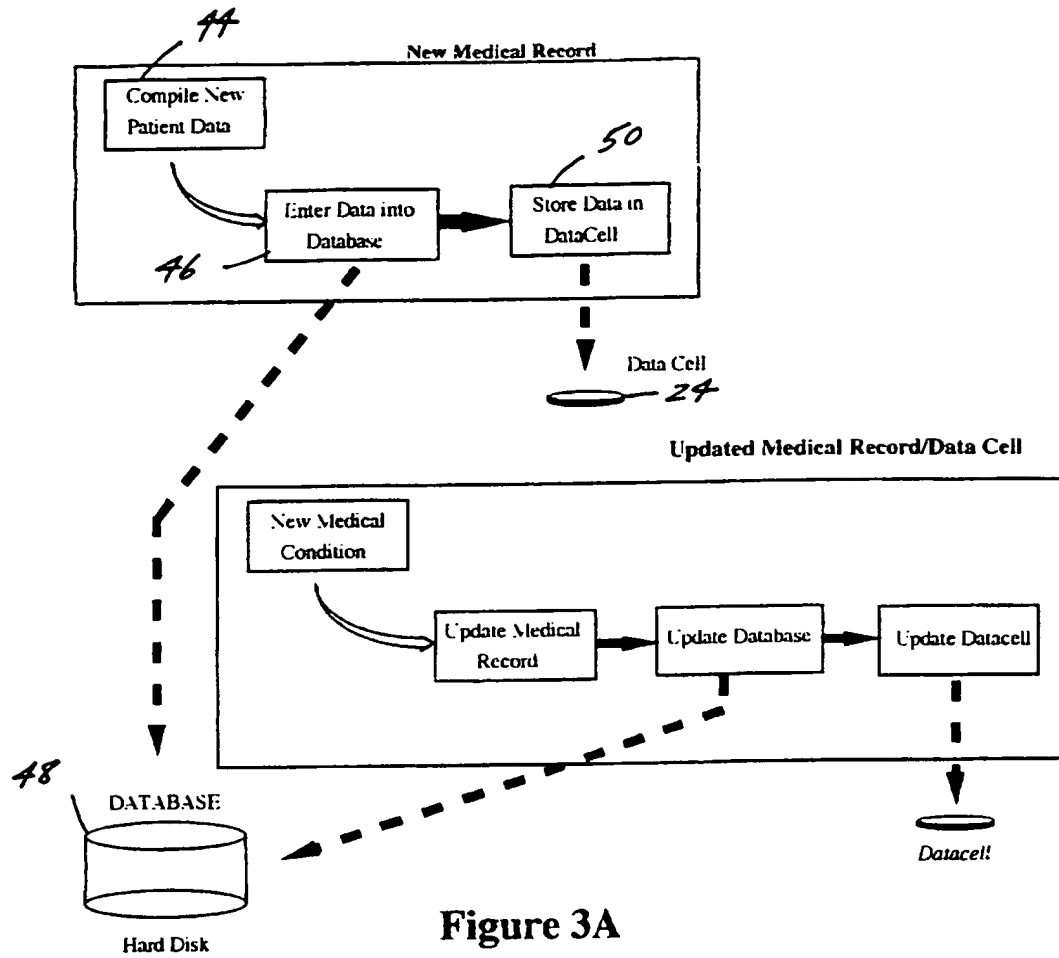 44
New Medical Record
Compile New
Patient Data
50
Enter Data into
Database
Store Data in
DataCell
46
Data Cell
24
Updated Medical Record/Data Cell
New Medical
Condition
Update Medical
Record
Update Database
Update Datacell
48
DATABASE
Datacell
Hard Disk
Figure 3A